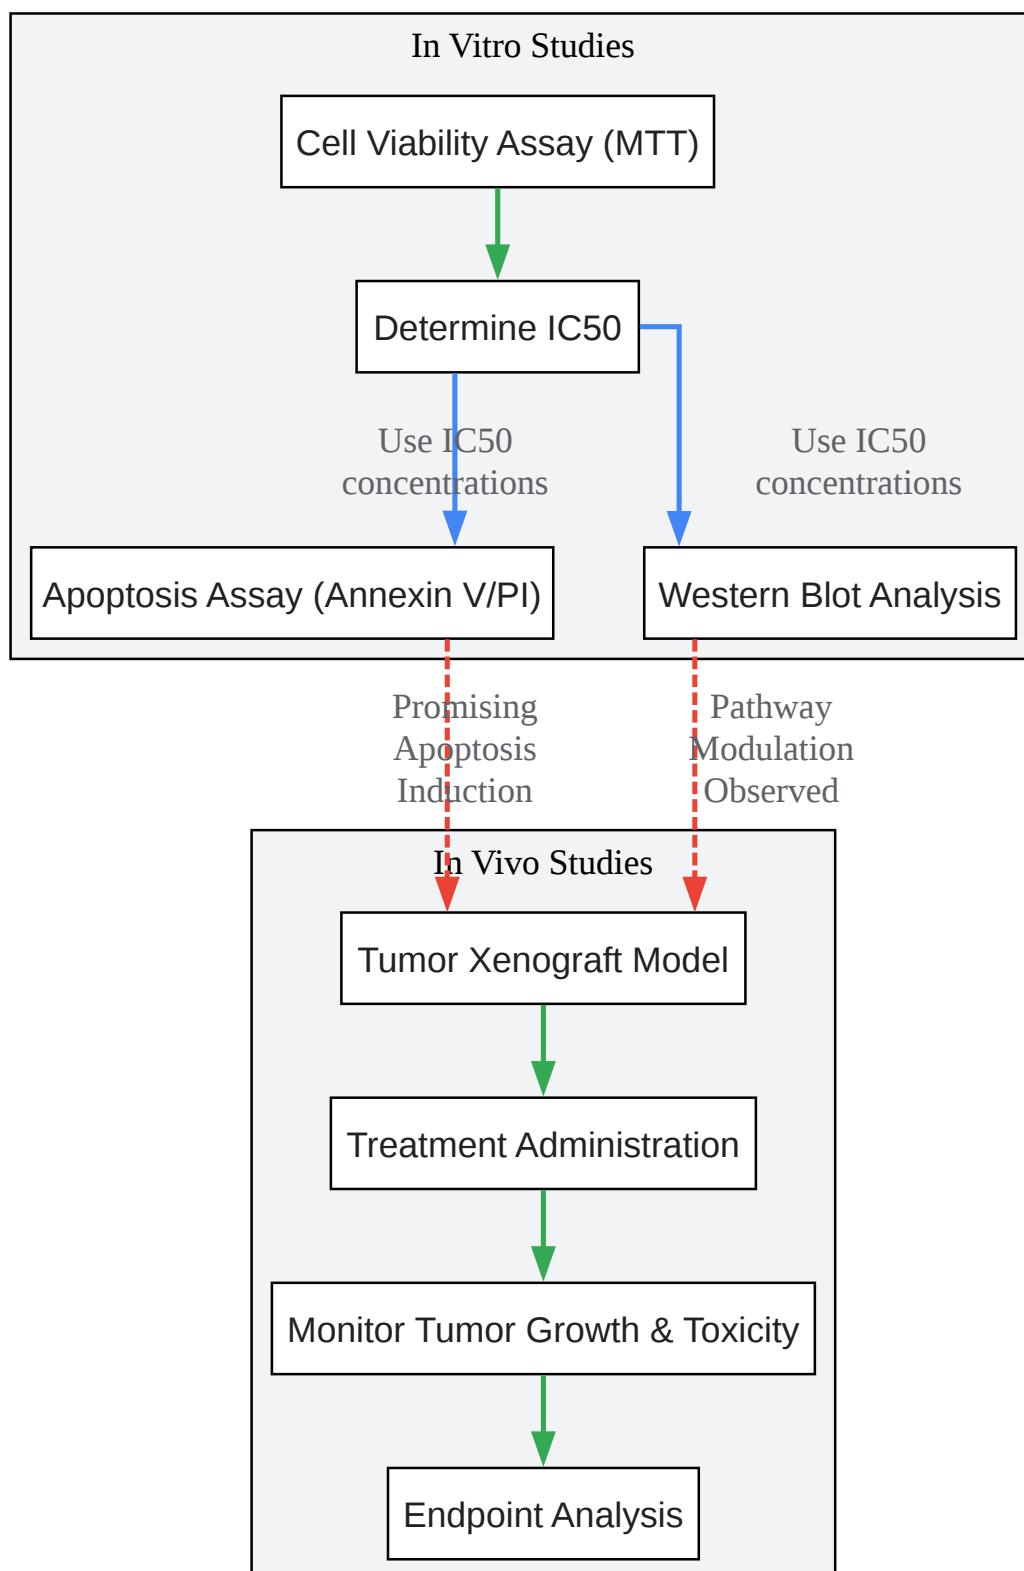 In Vitro Studies
Cell Viability Assay (MTT)
Determine IC50
Use IC50
concentrations
Use IC50
concentrations
Apoptosis Assay (Annexin V/PI)
Western Blot Analysis
Promising
Apoptosis
Induction
Pathway
Modulation
Observed
In Vivo Studies
Tumor Xenograft Model
Treatment Administration
Monitor Tumor Growth & Toxicity
Endpoint Analysis